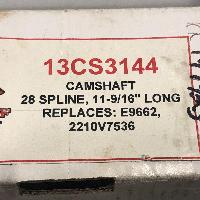 13CS3144
CAMSHAFT
28 SPLINE, 11-9/16" LONG
REPLACES: E9662,
2210V7536